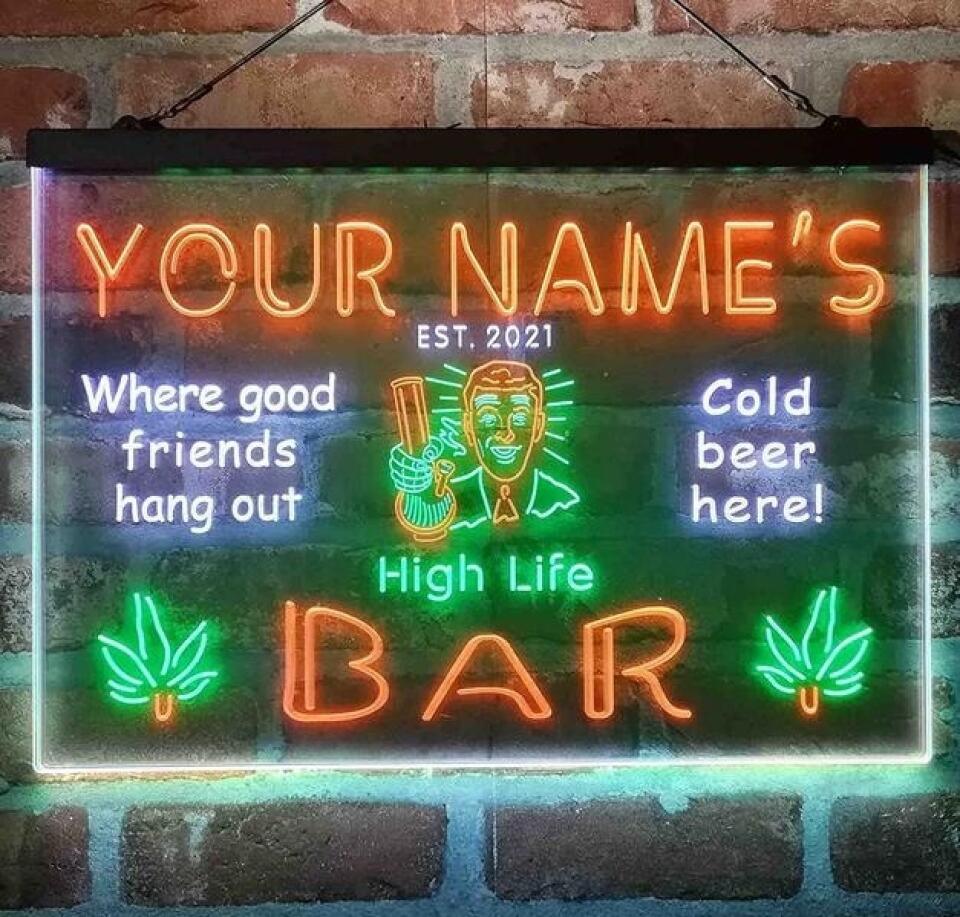 YOUR NAME'S
EST. 2021
Where good
friends
hang out
Cold
beer
here!
High Life
BAR